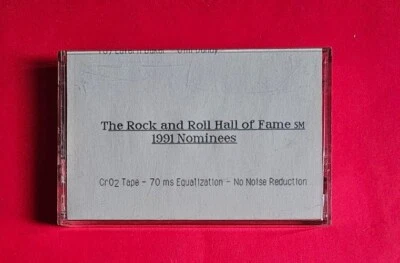 The Rock and Roll Hall of Fame SM
1991 Nominees
CrO2 Tape - 70 ms Equalization - No Noise Reduction